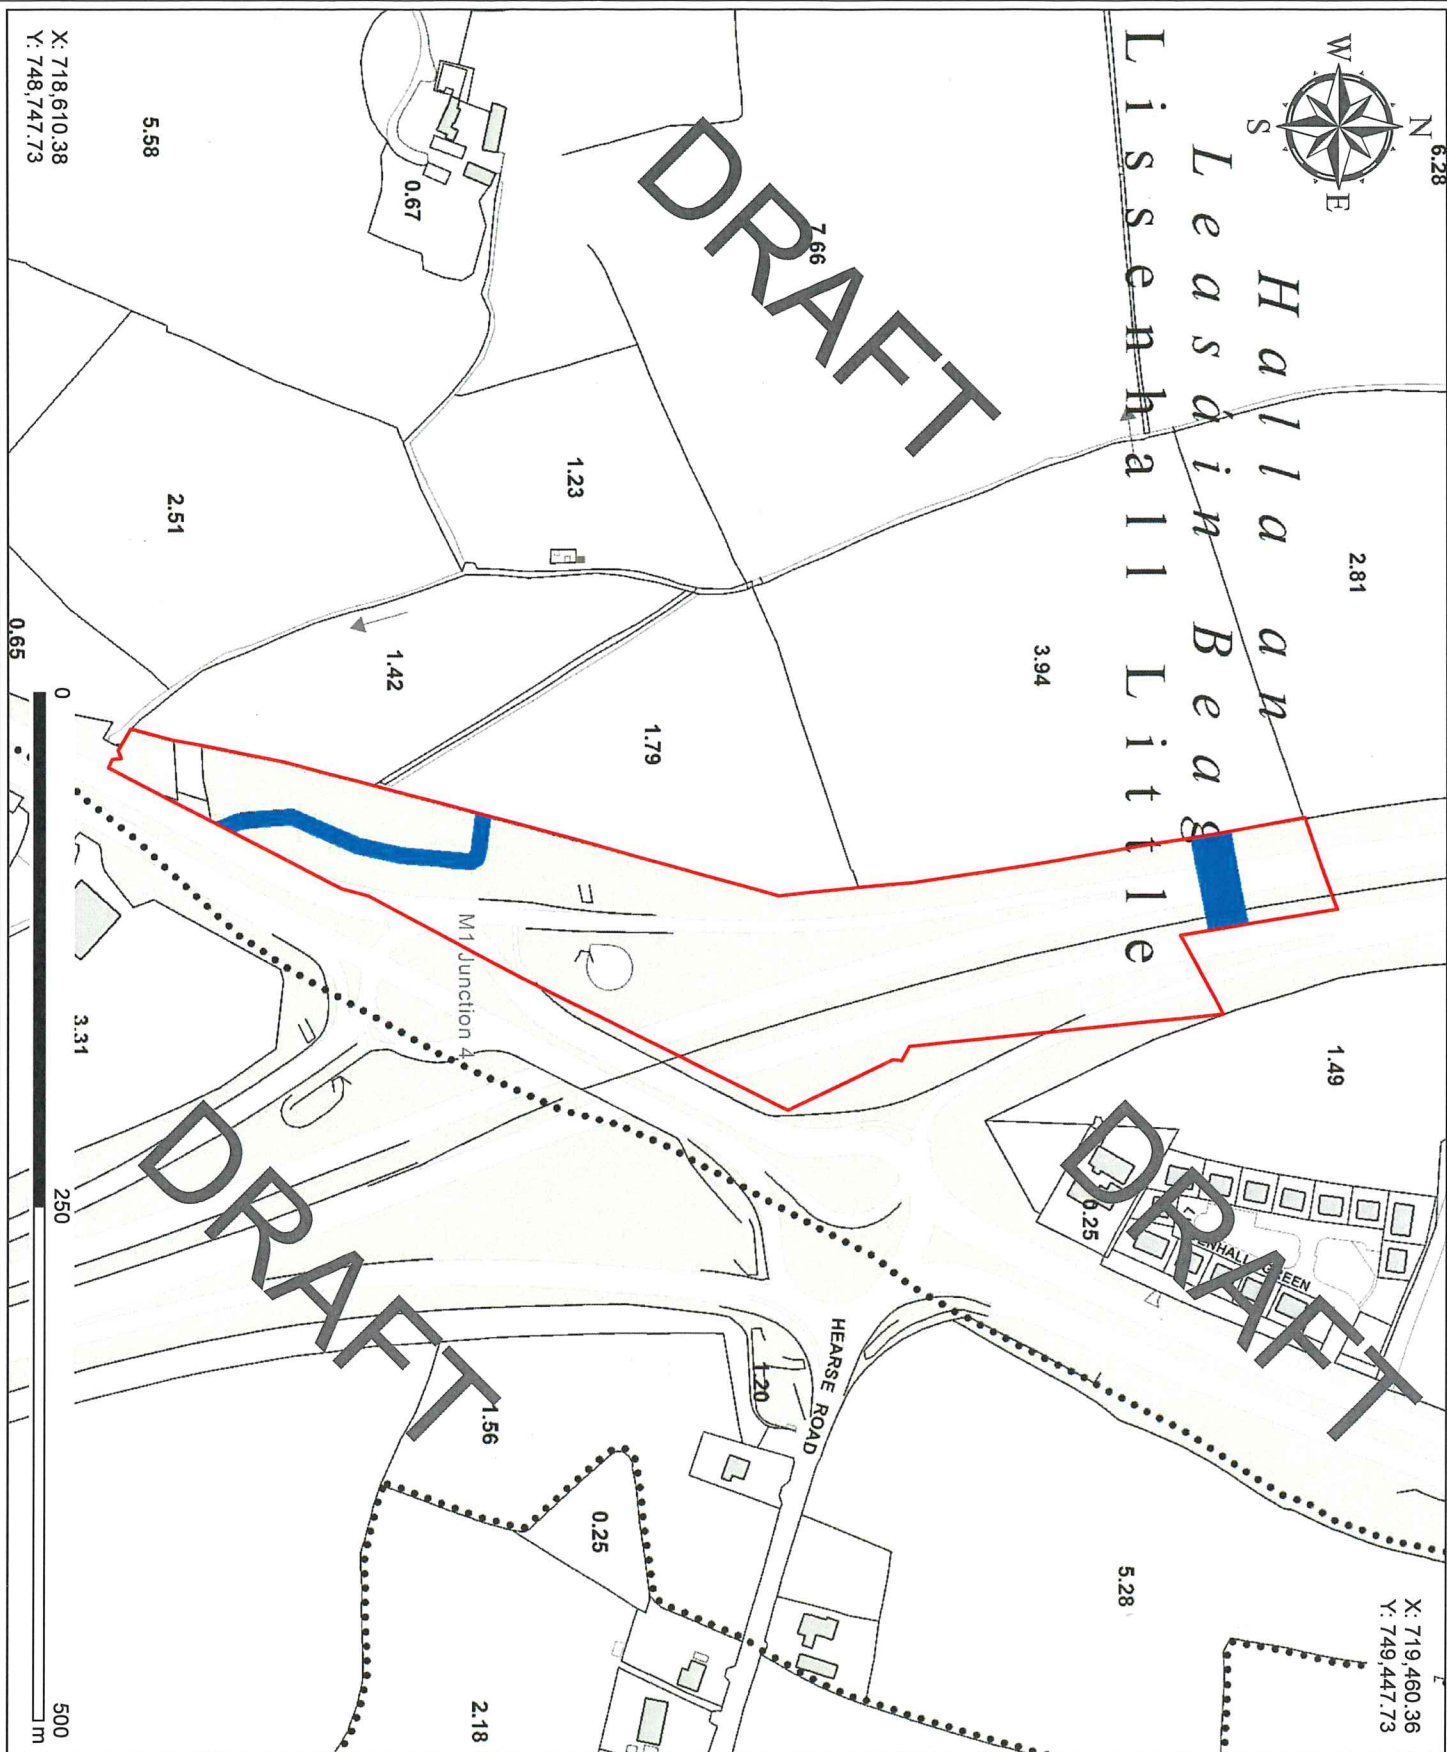 N
W
E
S
6.28
Halla an
Leasáin Beag
Lissenhall Little
DRAFT
7.66
5.58
0.67
X: 718,610.38
Y: 748,747.73
2.81
3.94
1.23
2.51
1.42
1.79
0.65
M1 Junction 4
1.49
DRAFT
0.25
GREEN
3.31
DRAFT
HEARSE ROAD
1.20
1.56
0.25
5.28
2.18
X: 719,460.36
Y: 749,447.73
0
250
500
m